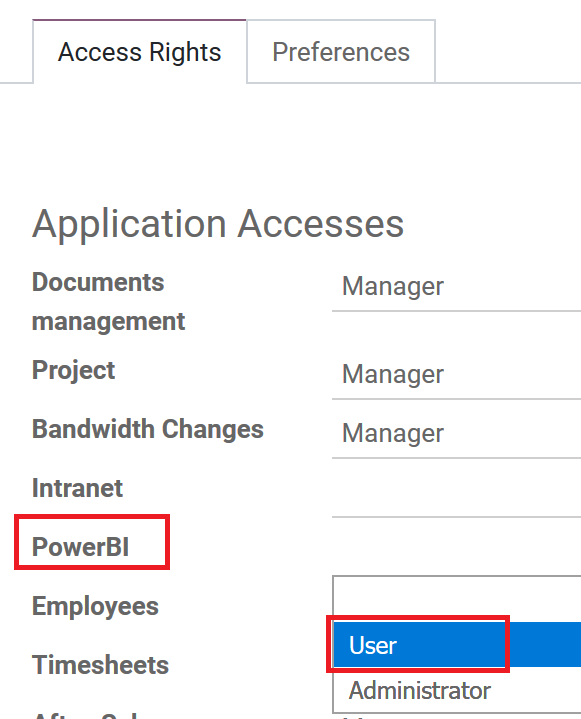 Access Rights Preferences
Application Accesses
Documents
management
Manager
Project Manager
Bandwidth Changes Manager
Intranet
PowerBI
Employees
User
Timesheets
Administrator